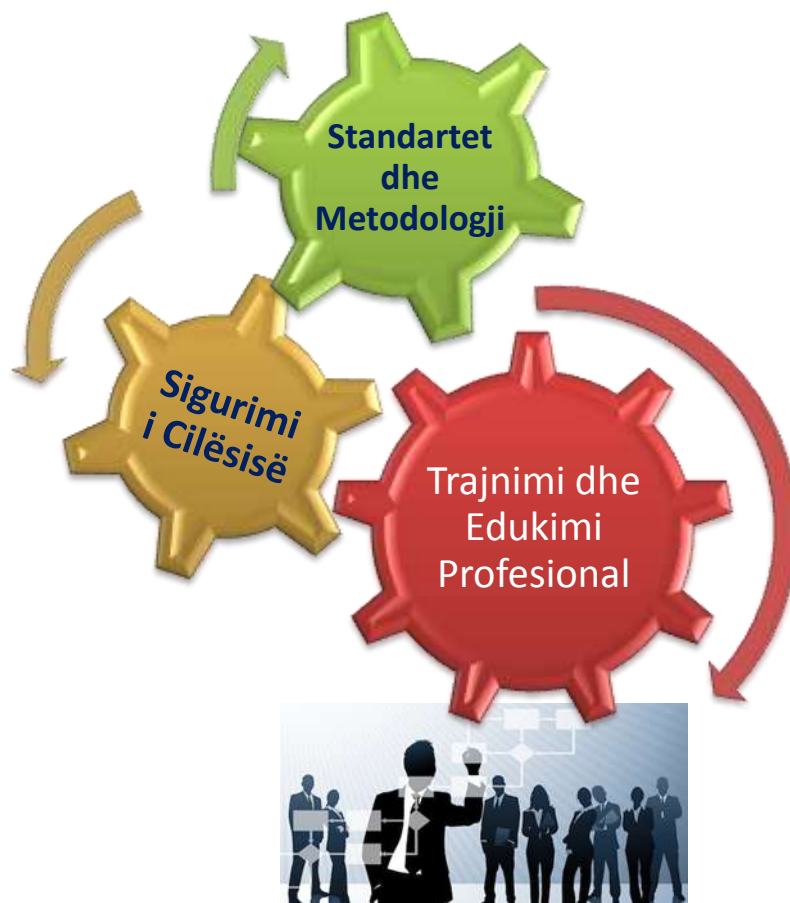 Standartet
dhe
Metodologji
Sigurimi
i Cilësisë
Trajnimi dhe
Edukimi
Profesional